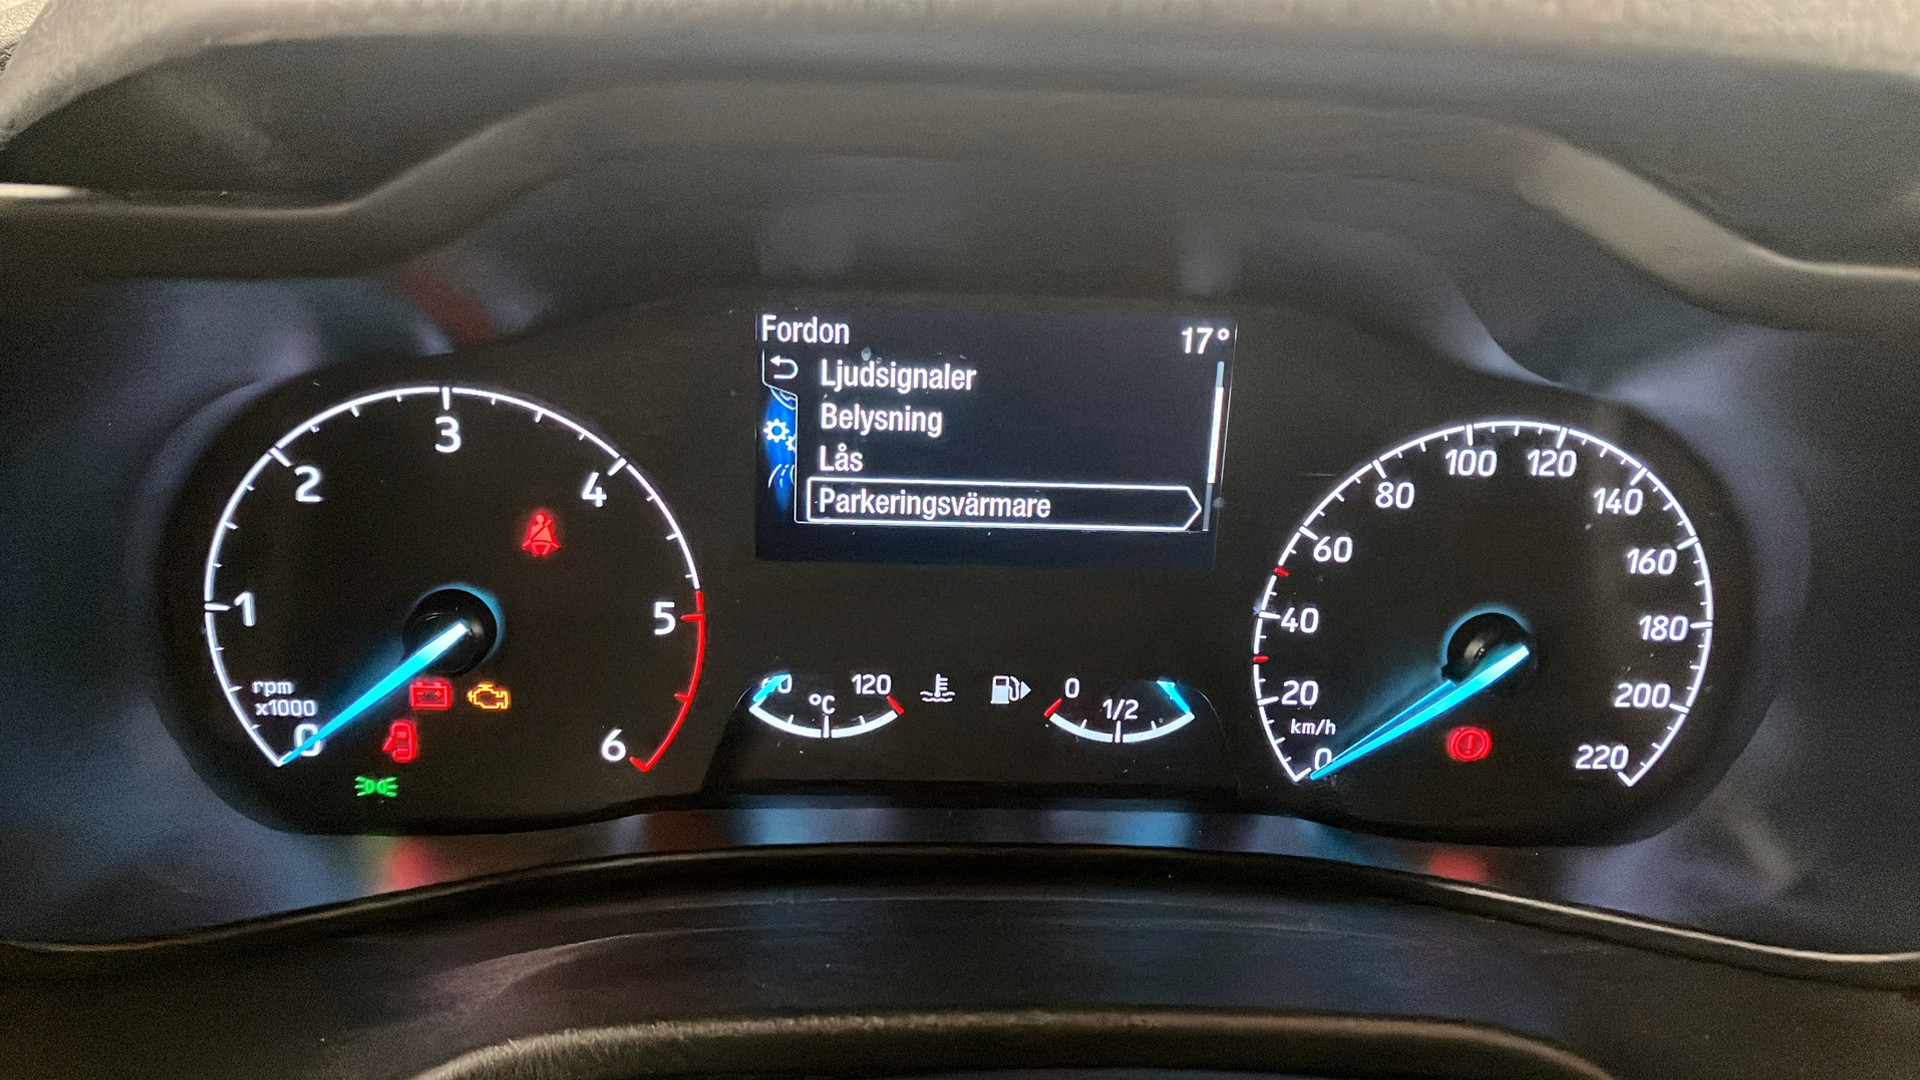 Fordon 17°
Ljudsignaler
Belysning
Lås
Parkeringsvärmare
0 1 2 3 4 5 6
rpm
x1000
120
°C
0 1/2
0 20 40 60 80 100 120 140 160 180 200 220
km/h